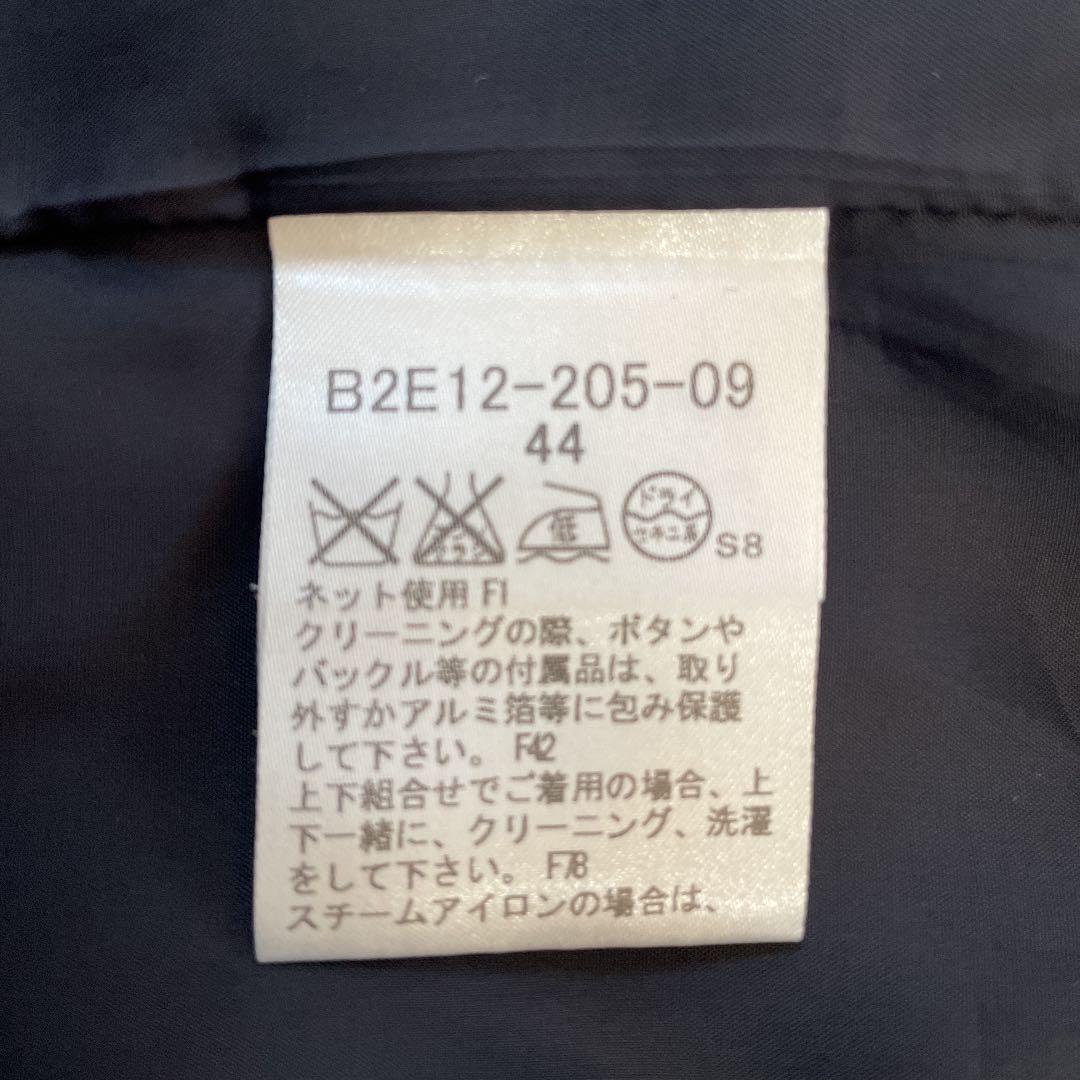 B2E12-205-09
44
低 ドライ セキユ系 S8
ネット使用 F1
クリーニングの際、ボタンや
バックル等の付属品は、取り
外すかアルミ箔等に包み保護
して下さい。 F42
上下組合せでご着用の場合、上
下一緒に、クリーニング、洗濯
をして下さい。 F78
スチームアイロンの場合は、